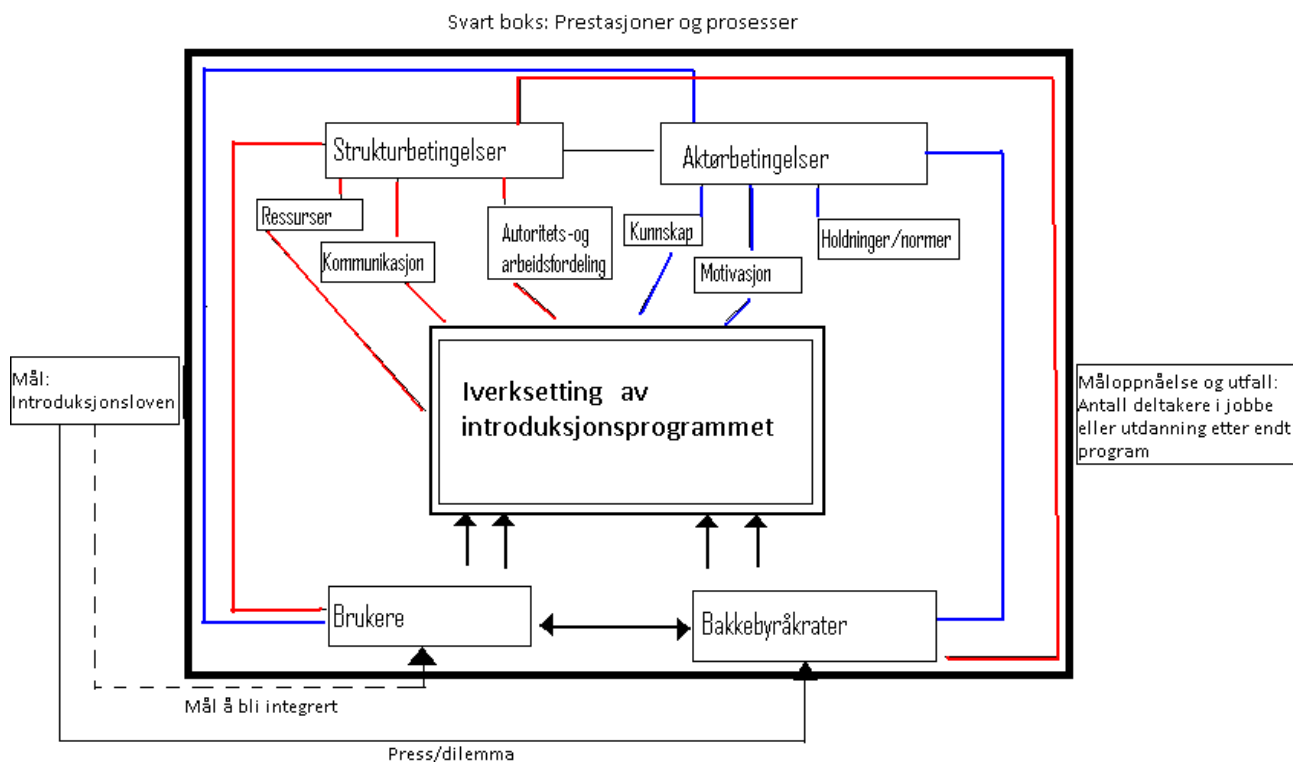 Svart boks: Prestasjoner og prosesser
Strukturbetingelser
Aktørbetingelser
Ressurser
Kommunikasjon
Autoritets-og
arbeidsfordeling
Kunnskap
Motivasjon
Holdninger/normer
Mål:
Introduksjonsloven
Iverksetting av
introduksjonsprogrammet
Måloppnåelse og utfall:
Antall deltakere i jobbe
eller utdanning etter endt
program
Brukere
Bakkebyråkrater
Mål å bli integrert
Press/dilemma